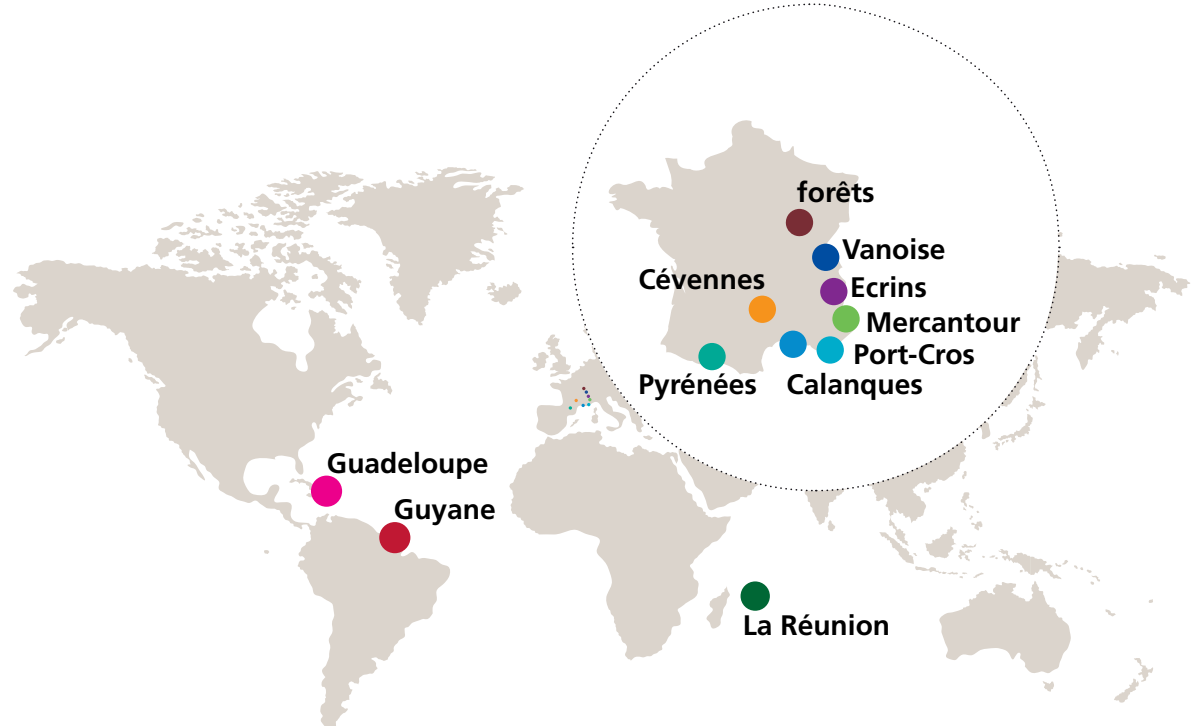 forêts
Vanoise
Cévennes
Ecrins
Mercantour
Port-Cros
Pyrénées
Calanques
Guadeloupe
Guyane
La Réunion